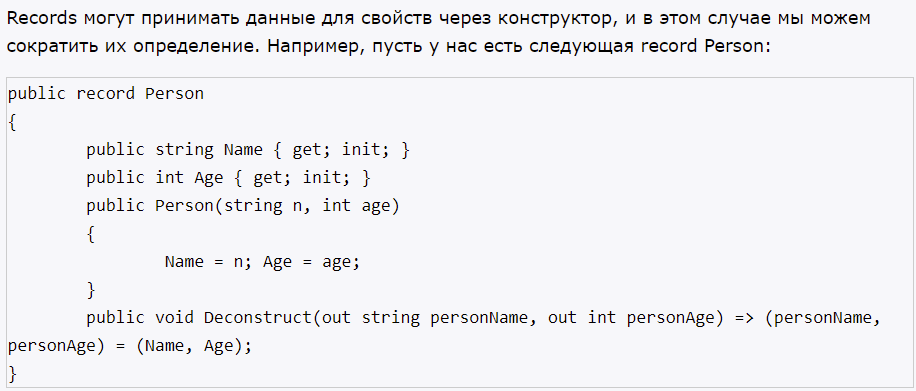 Records могут принимать данные для свойств через конструктор, и в этом случае мы можем
сократить их определение. Например, пусть у нас есть следующая record Person:
public record Person
{
        public string Name { get; init; }
        public int Age { get; init; }
        public Person(string n, int age)
        {
                Name = n; Age = age;
        }
        public void Deconstruct(out string personName, out int personAge) => (personName,
personAge) = (Name, Age);
}